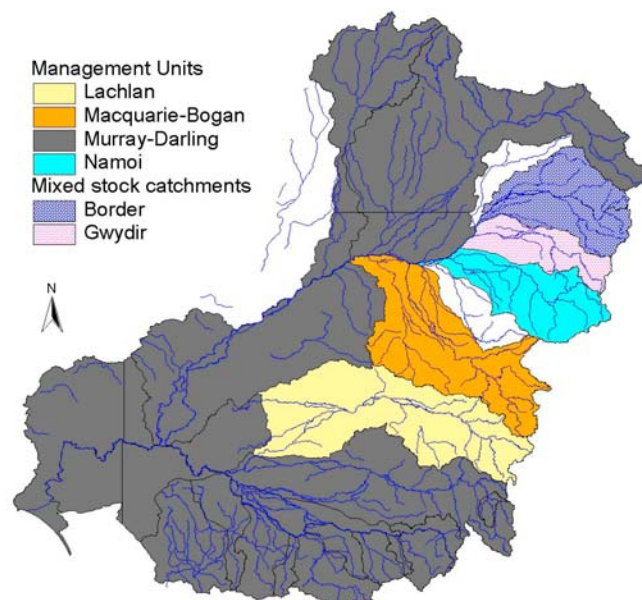 Management Units
Lachlan
Macquarie-Bogan
Murray-Darling
Namoi
Mixed stock catchments
Border
Gwydir
N